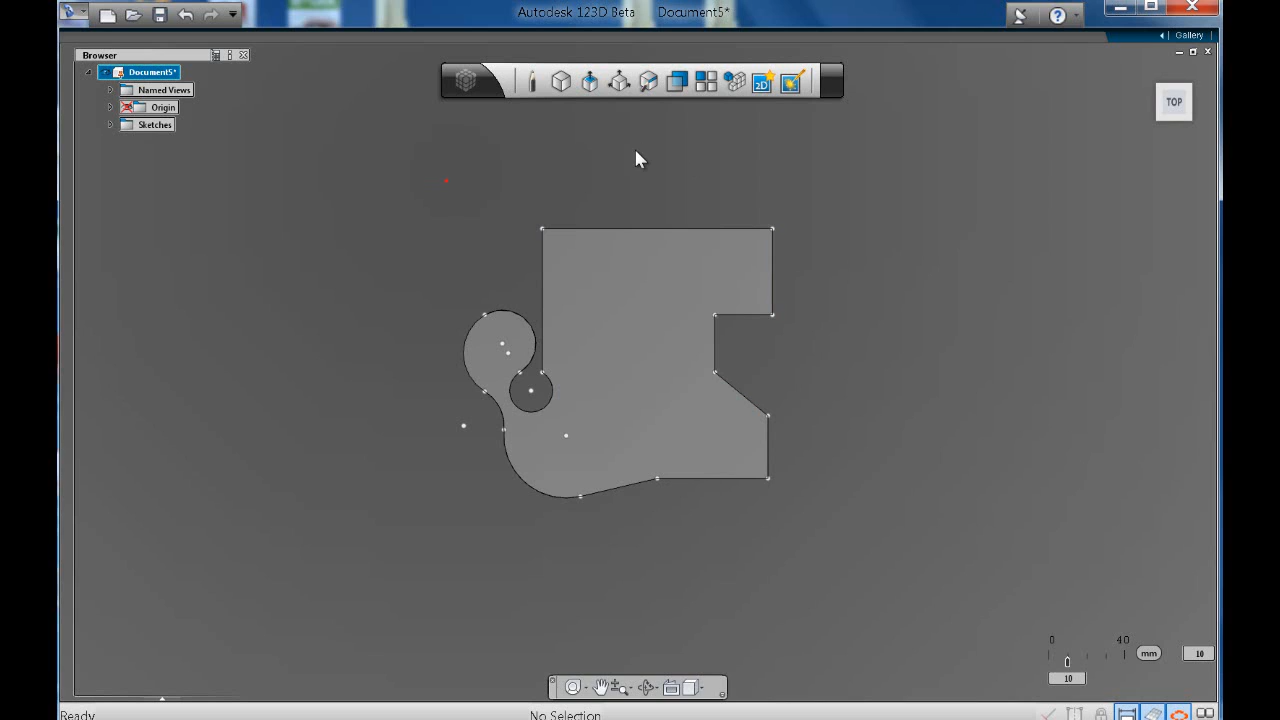 Autodesk 123D Beta Document5*
Gallery
Browser
Document5*
Named Views
Origin
Sketches
2D
TOP
0 40
mm 10
10
Ready No Selection